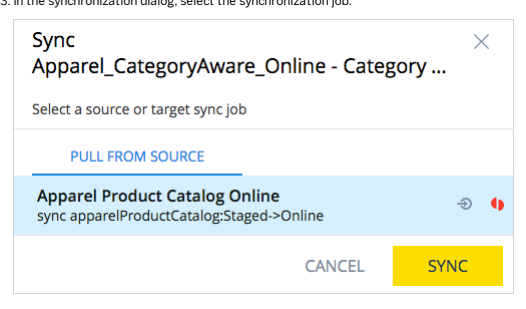 3. In the synchronization dialog, select the synchronization job.
Sync
Apparel_CategoryAware_Online - Category ...
Select a source or target sync job
PULL FROM SOURCE
Apparel Product Catalog Online
sync apparelProductCatalog:Staged->Online
CANCEL
SYNC